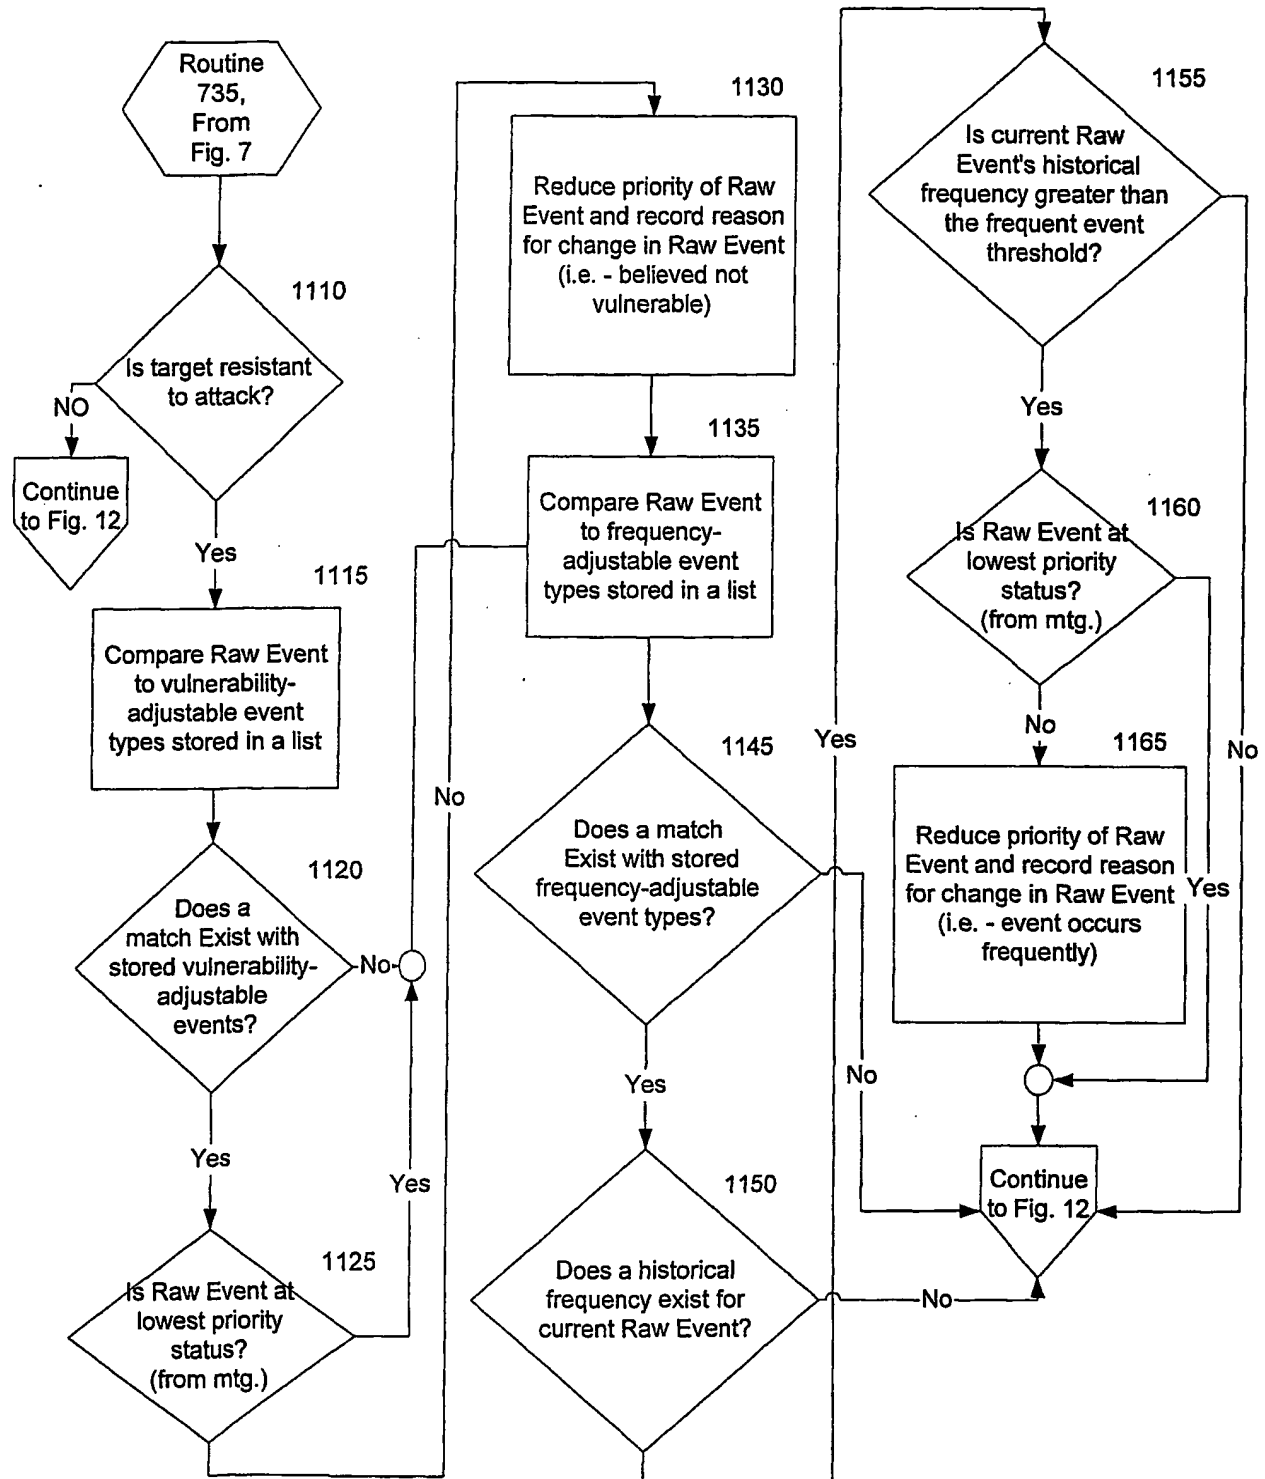 Routine
735,
From
Fig. 7
1110
Is target resistant
to attack?
NO
Continue
to Fig. 12
Yes
1115
Compare Raw Event
to vulnerability-
adjustable event
types stored in a list
1120
Does a
match Exist with
stored vulnerability-
adjustable
events?
No
Yes
Yes
1125
Is Raw Event at
lowest priority
status?
(from mtg.)
No
1130
Reduce priority of Raw
Event and record reason
for change in Raw Event
(i.e. - believed not
vulnerable)
1135
Compare Raw Event
to frequency-
adjustable event
types stored in a list
1145
Does a match
Exist with stored
frequency-adjustable
event types?
No
Yes
1150
Does a historical
frequency exist for
current Raw Event?
No
Yes
1155
Is current Raw
Event's historical
frequency greater than
the frequent event
threshold?
Yes
No
1160
Is Raw Event at
lowest priority
status?
(from mtg.)
No
Yes
1165
Reduce priority of Raw
Event and record reason
for change in Raw Event
(i.e. - event occurs
frequently)
Continue
to Fig. 12